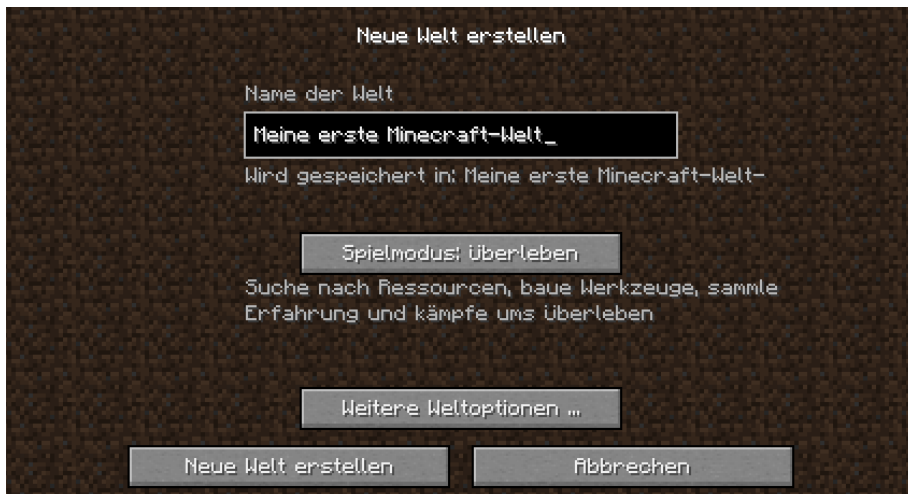 Neue Welt erstellen
Name der Welt
Meine erste Minecraft-Welt_
Wird gespeichert in: Meine erste Minecraft-Welt-
Spielmodus: Überleben
Suche nach Ressourcen, baue Werkzeuge, sammle
Erfahrung und kämpfe ums Überleben
Weitere Weltoptionen ...
Neue Welt erstellen
Abbrechen